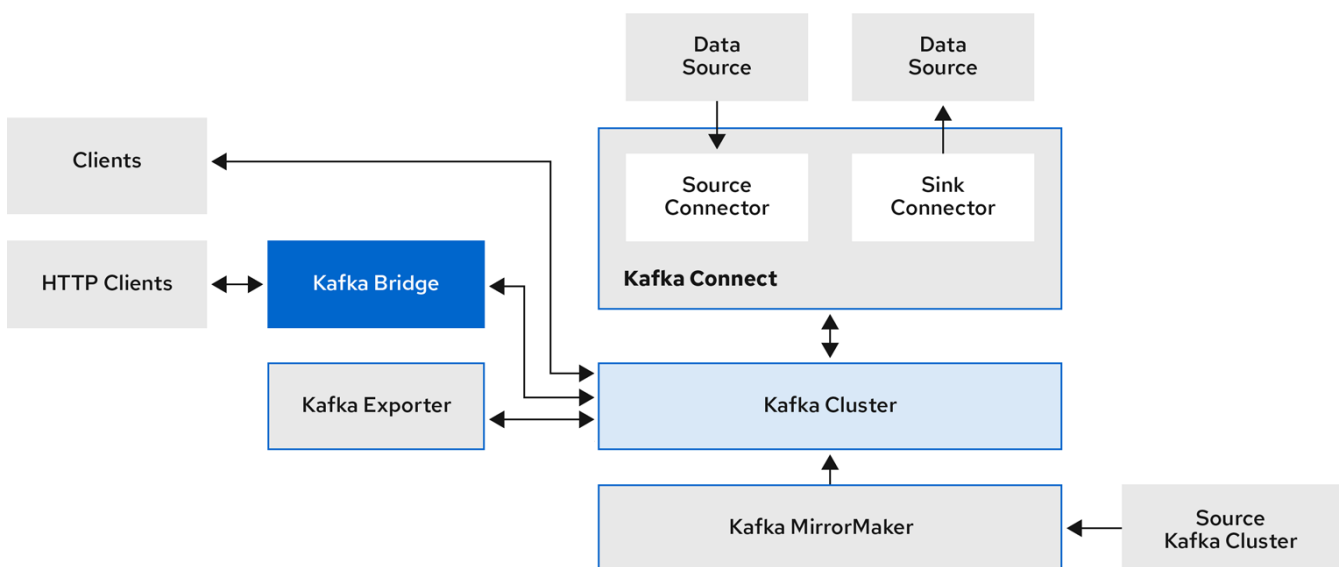 Data
Source
Data
Source
Clients
Source
Connector
Sink
Connector
HTTP Clients
Kafka Bridge
Kafka Connect
Kafka Exporter
Kafka Cluster
Kafka MirrorMaker
Source
Kafka Cluster